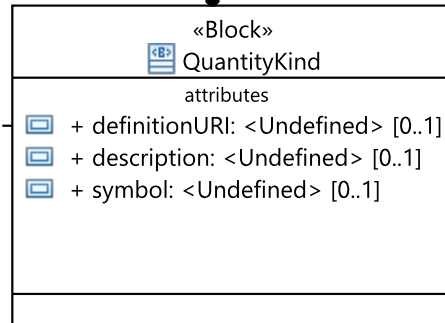 «Block»
<B> QuantityKind
attributes
+ definitionURI: <Undefined> [0..1]
+ description: <Undefined> [0..1]
+ symbol: <Undefined> [0..1]